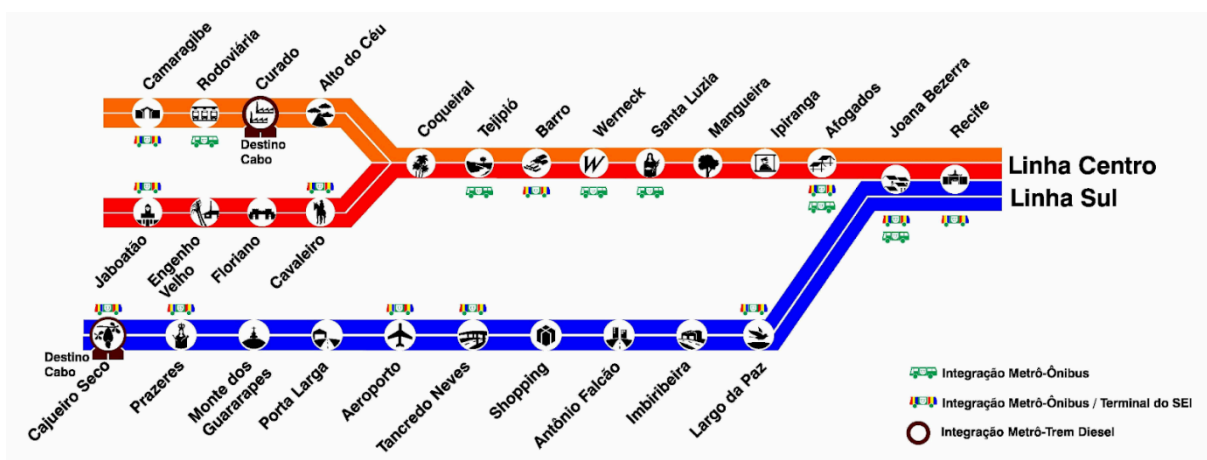 Camaragibe
Rodoviária
Curado
Alto do Céu
Destino
Cabo
Coqueiral
Tejipió
Barro
Werneck
Santa Luzia
Mangueira
Ipiranga
Afogados
Joana Bezerra
Recife
W
Linha Centro
Linha Sul
Jaboatão
Engenho
Velho
Floriano
Cavaleiro
Destino
Cabo
Cajueiro Seco
Prazeres
Monte dos
Guararapes
Porta Larga
Aeroporto
Tancredo Neves
Shopping
Antônio Falcão
Imbiribeira
Largo da Paz
Integração Metrô-Ônibus
Integração Metrô-Ônibus / Terminal do SEI
Integração Metrô-Trem Diesel